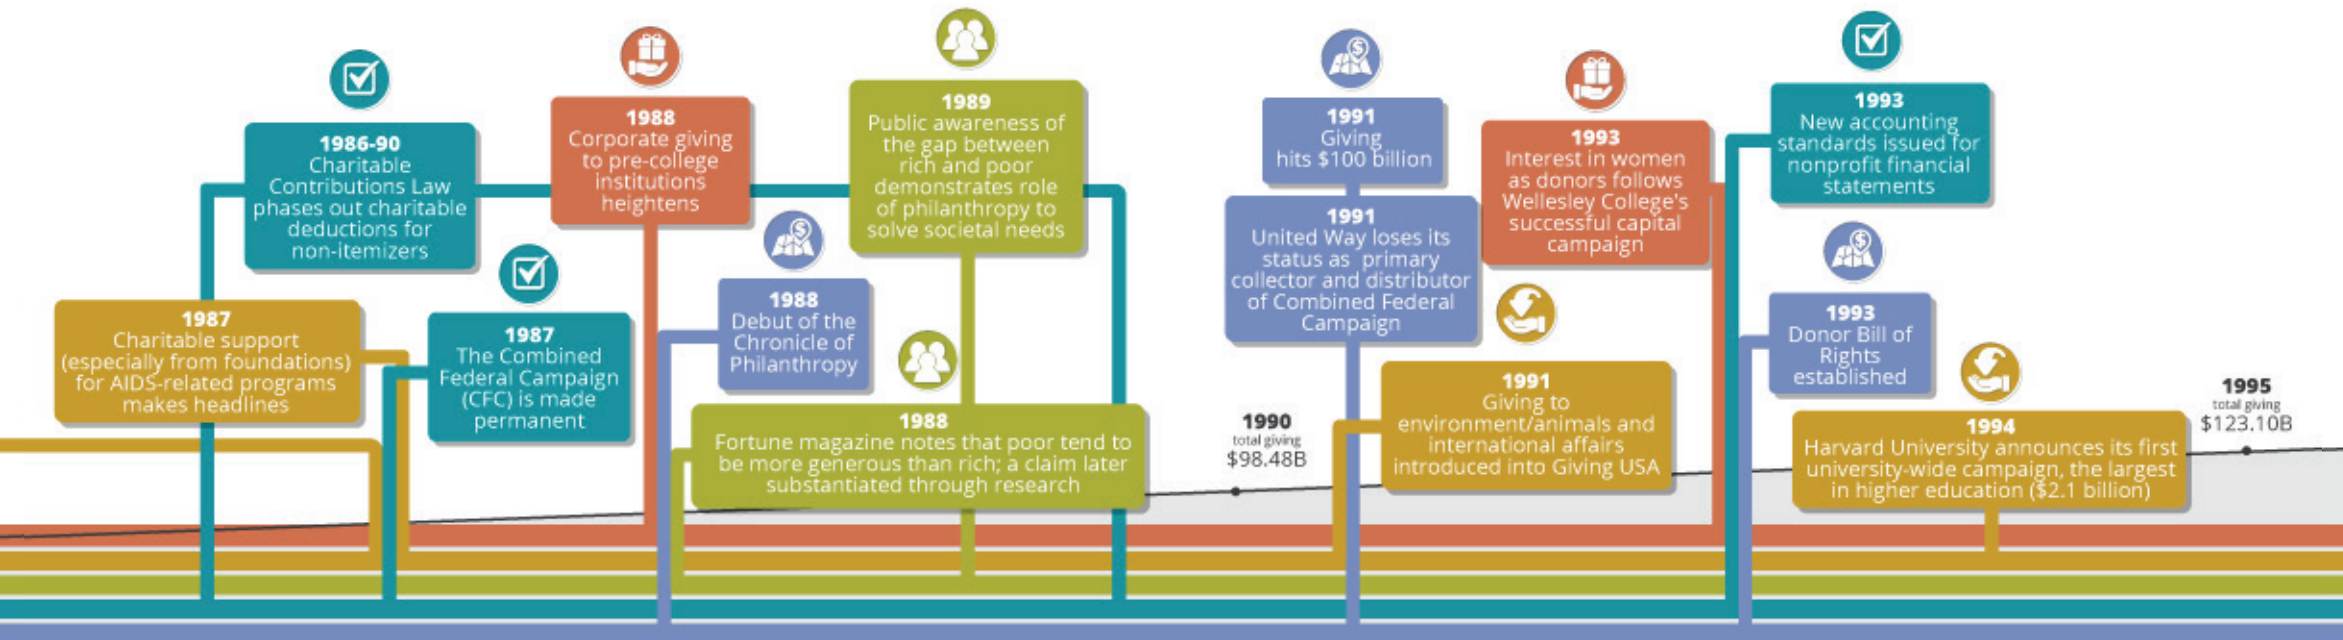 1986-90
Charitable
Contributions Law
phases out charitable
deductions for
non-itemizers
1987
Charitable support
(especially from foundations)
for AIDS-related programs
makes headlines
1987
The Combined
Federal Campaign
(CFC) is made
permanent
1988
Corporate giving
to pre-college
institutions
heightens
1988
Debut of the
Chronicle of
Philanthropy
1989
Public awareness of
the gap between
rich and poor
demonstrates role
of philanthropy to
solve societal needs
1988
Fortune magazine notes that poor tend to
be more generous than rich; a claim later
substantiated through research
1990
total giving
$98.48B
1991
Giving
hits $100 billion
1991
United Way loses its
status as primary
collector and distributor
of Combined Federal
Campaign
1991
Giving to
environment/animals and
international affairs
introduced into Giving USA
1993
Interest in women
as donors follows
Wellesley College's
successful capital
campaign
1993
New accounting
standards issued for
nonprofit financial
statements
1993
Donor Bill of
Rights
established
1994
Harvard University announces its first
university-wide campaign, the largest
in higher education ($2.1 billion)
1995
total giving
$123.10B